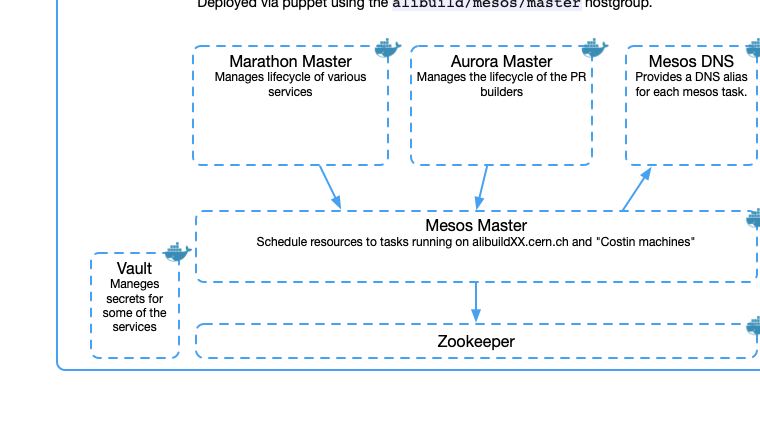 Deployed via puppet using the alibuild/mesos/master hostgroup.
Marathon Master
Manages lifecycle of various
services
Aurora Master
Manages the lifecycle of the PR
builders
Mesos DNS
Provides a DNS alias
for each mesos task.
Mesos Master
Schedule resources to tasks running on alibuildXX.cern.ch and "Costin machines"
Vault
Maneges
secrets for
some of the
services
Zookeeper